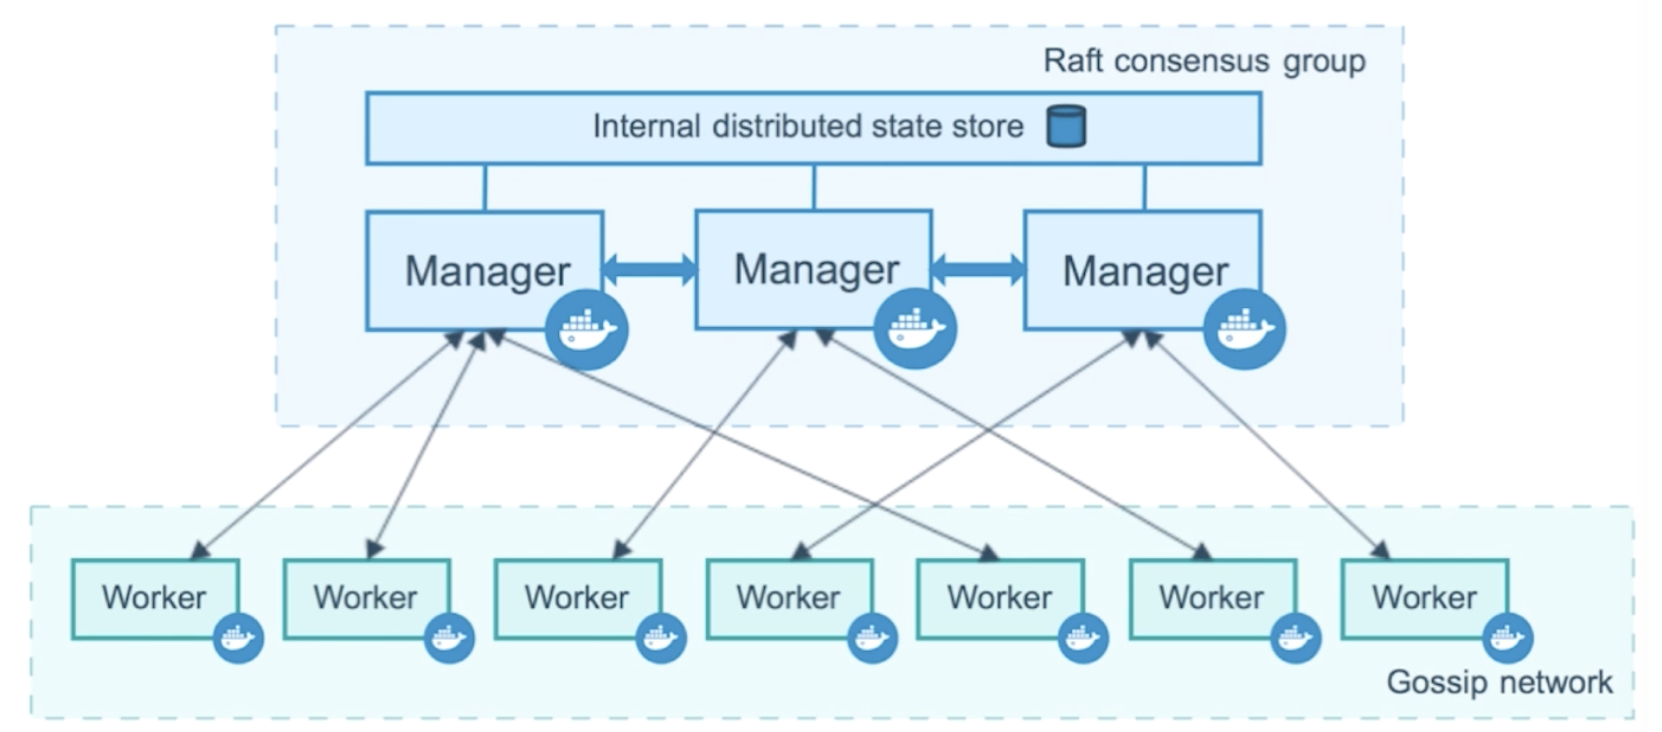 Raft consensus group
Internal distributed state store
Manager
Manager
Manager
Worker
Worker
Worker
Worker
Worker
Worker
Worker
Gossip network